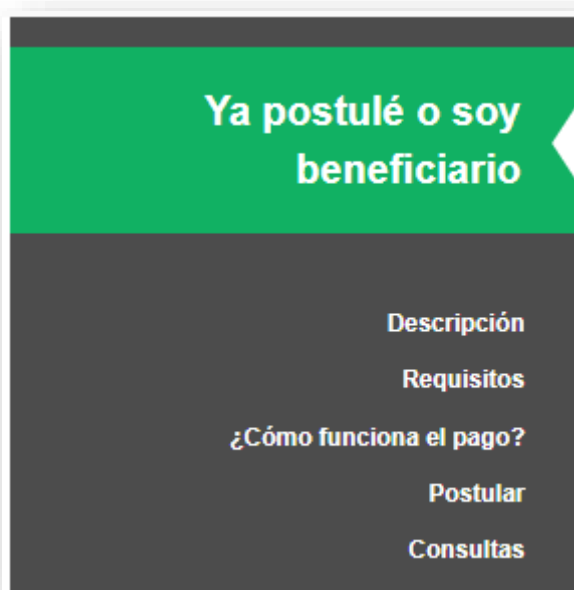 Ya postulé o soy
beneficiario
Descripción
Requisitos
¿Cómo funciona el pago?
Postular
Consultas